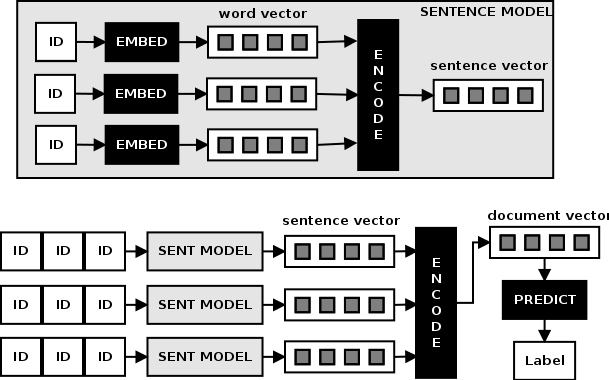 SENTENCE MODEL
word vector
ID EMBED
sentence vector
ID EMBED
ID EMBED
ENCODE
sentence vector
document vector
ID ID ID SENT MODEL
ID ID ID SENT MODEL
ID ID ID SENT MODEL
ENCODE
PREDICT
Label